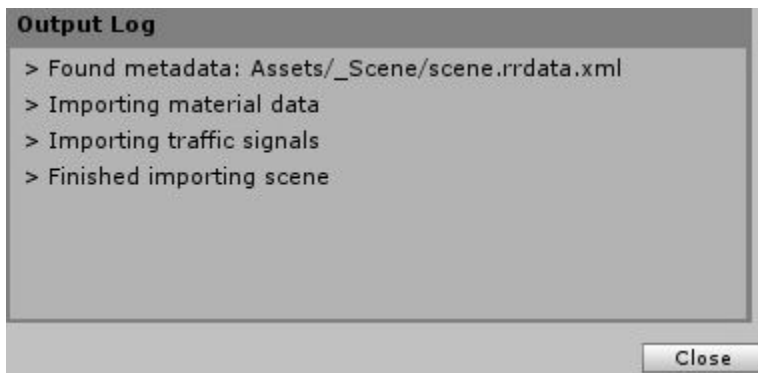 Output Log
> Found metadata: Assets/_Scene/scene.rrdata.xml
> Importing material data
> Importing traffic signals
> Finished importing scene
Close